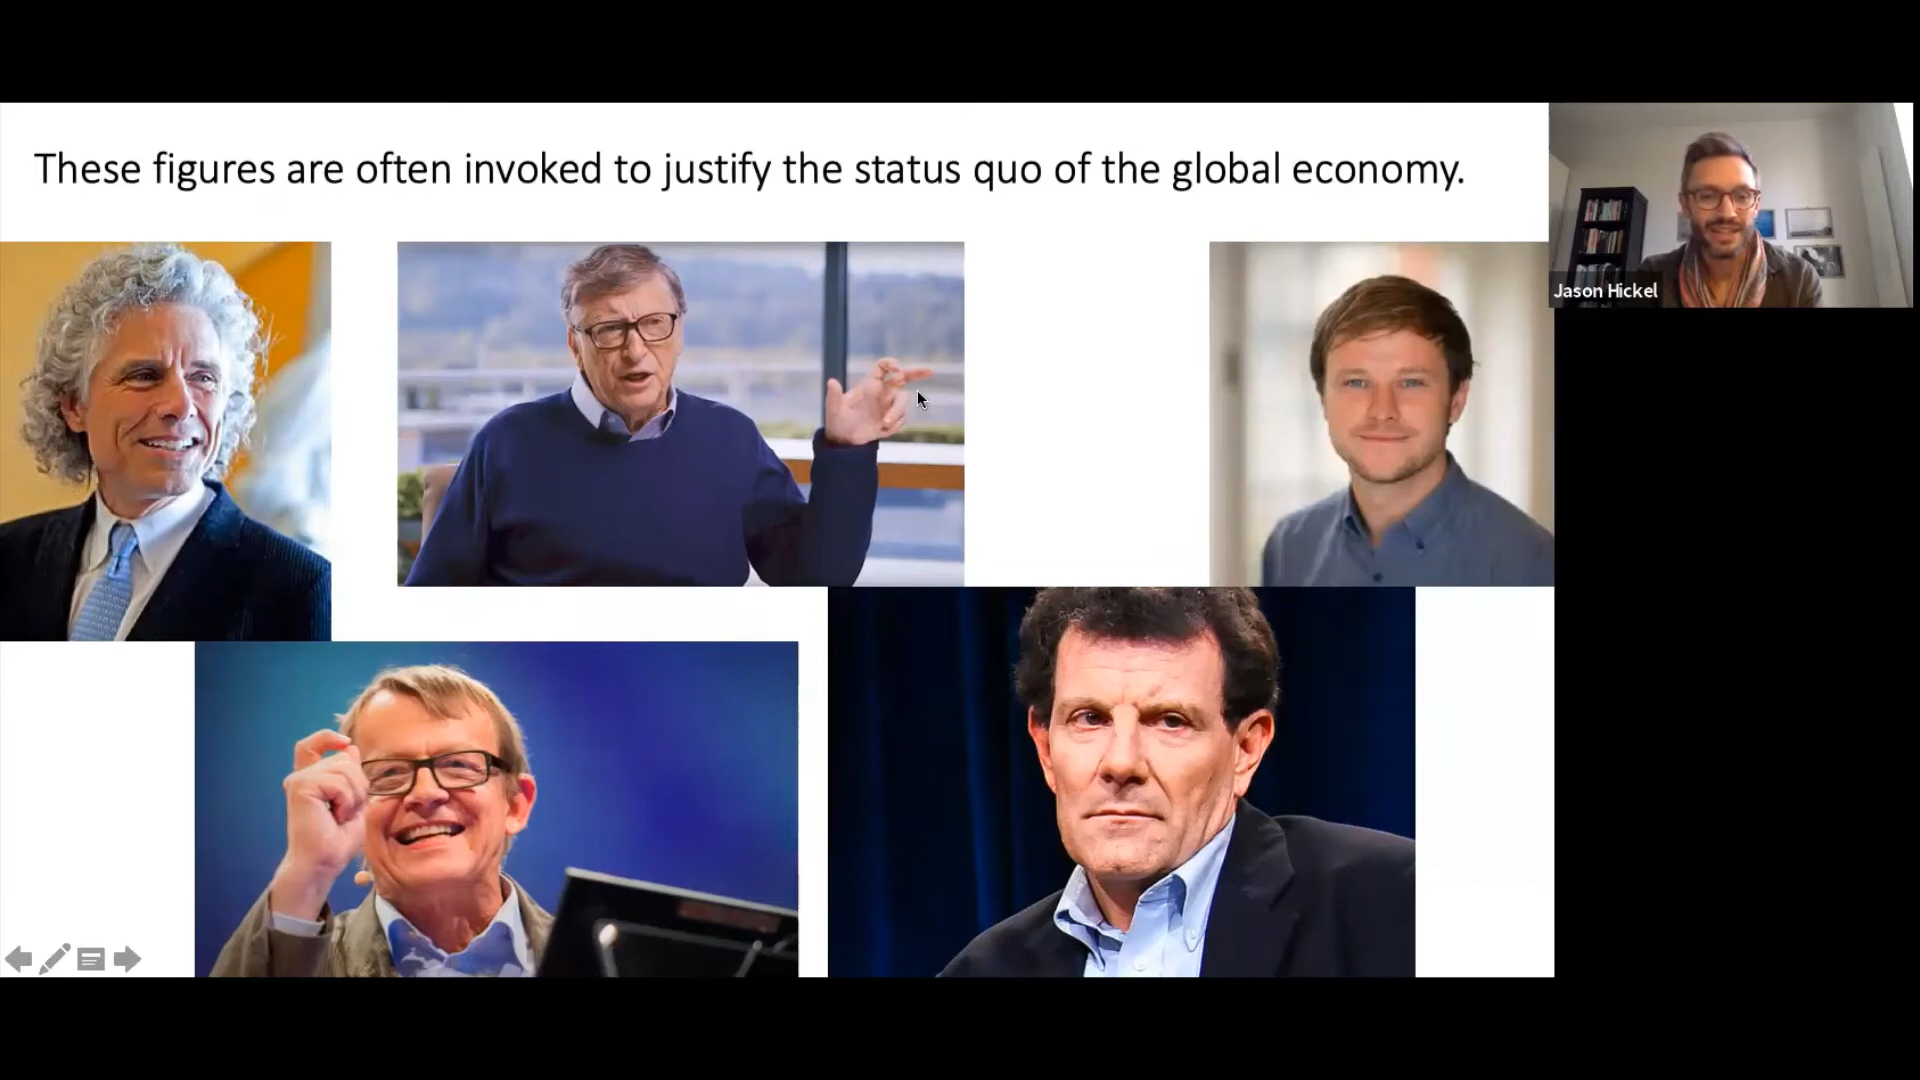 These figures are often invoked to justify the status quo of the global economy.
Jason Hickel